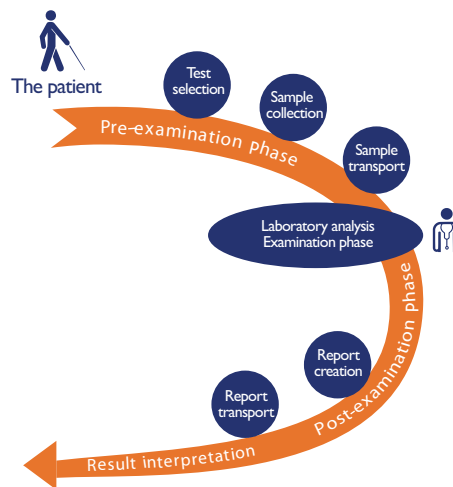 The patient
Test
selection
Sample
collection
Pre-examination Phase
Sample
transport
Laboratory analysis
Examination phase
Post-examination phase
Report
creation
Report
transport
Result interpretation